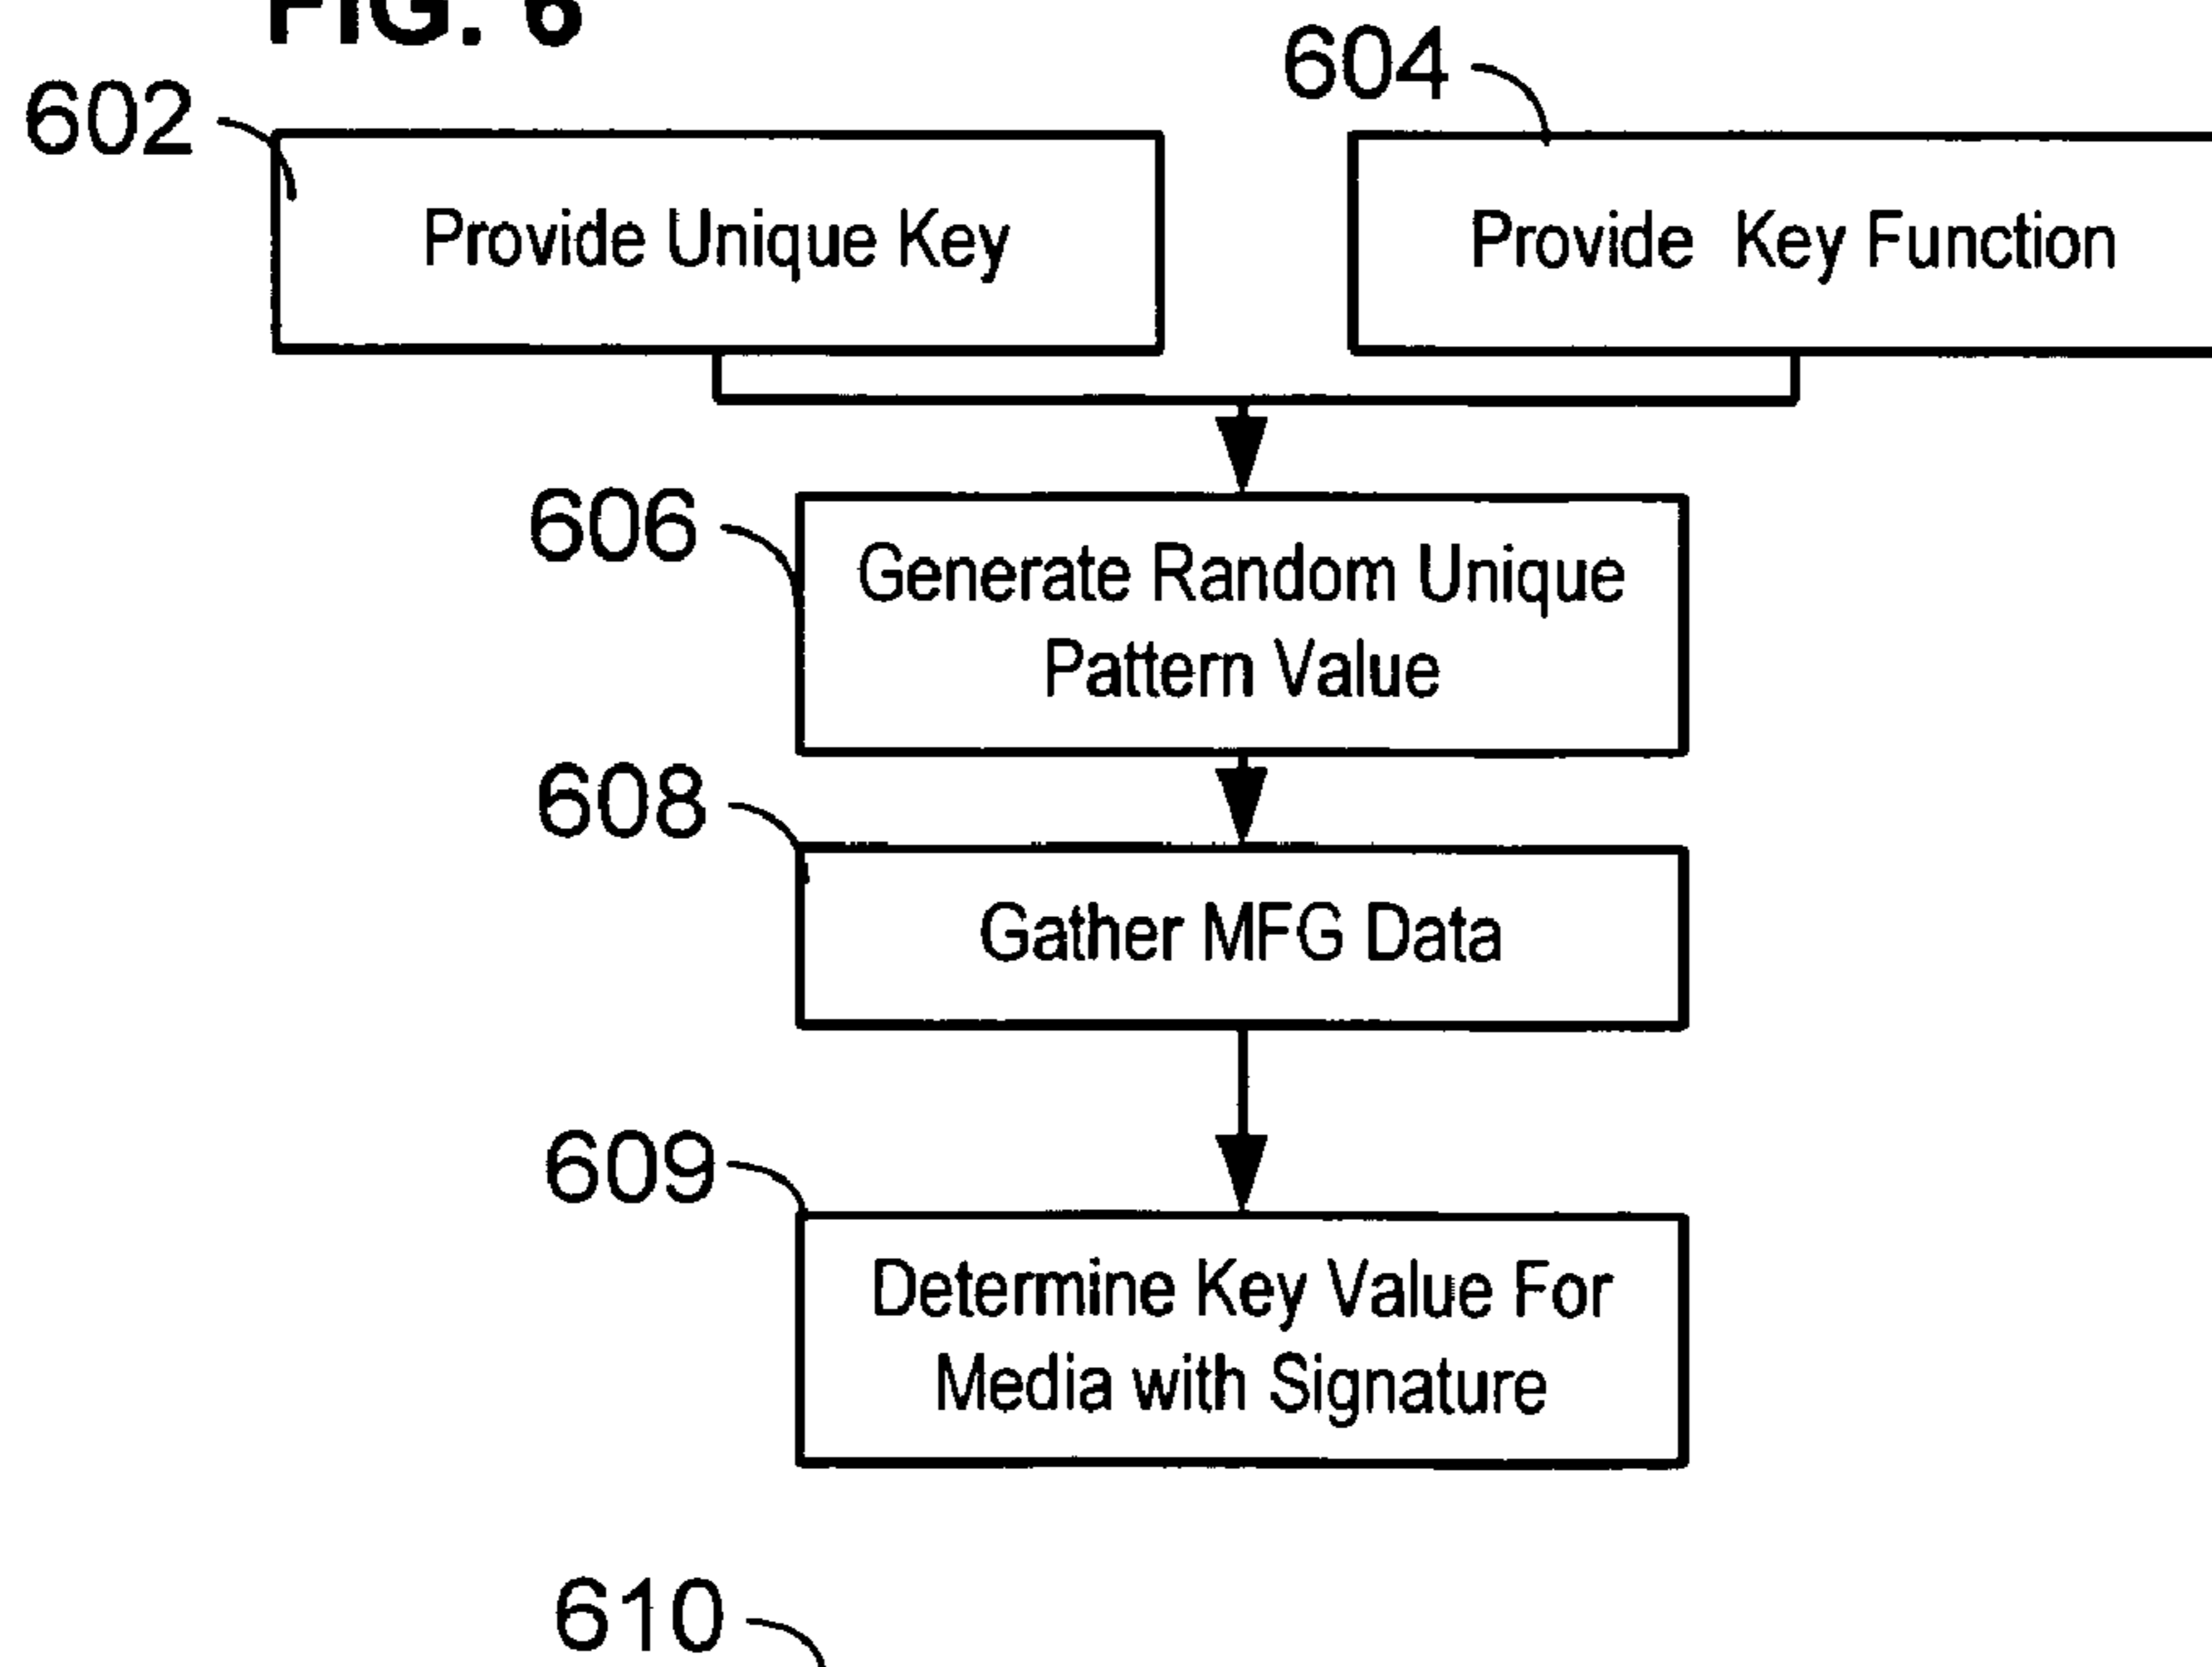 FIG. 6
602
604
Provide Unique Key
Provide Key Function
606
Generate Random Unique
Pattern Value
608
Gather MFG Data
609
Determine Key Value For
Media with Signature
610